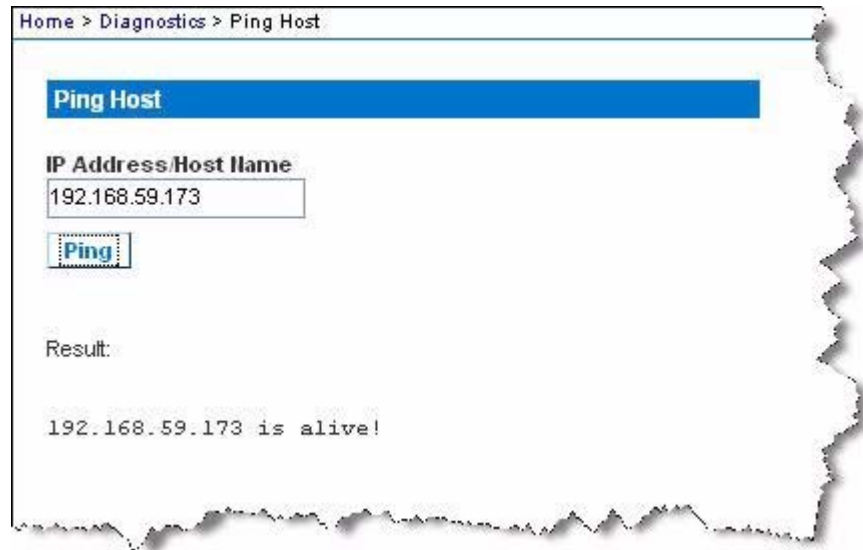 Home > Diagnostics > Ping Host
Ping Host
IP Address/Host Name
192.168.59.173
Ping
Result:
192.168.59.173 is alive!